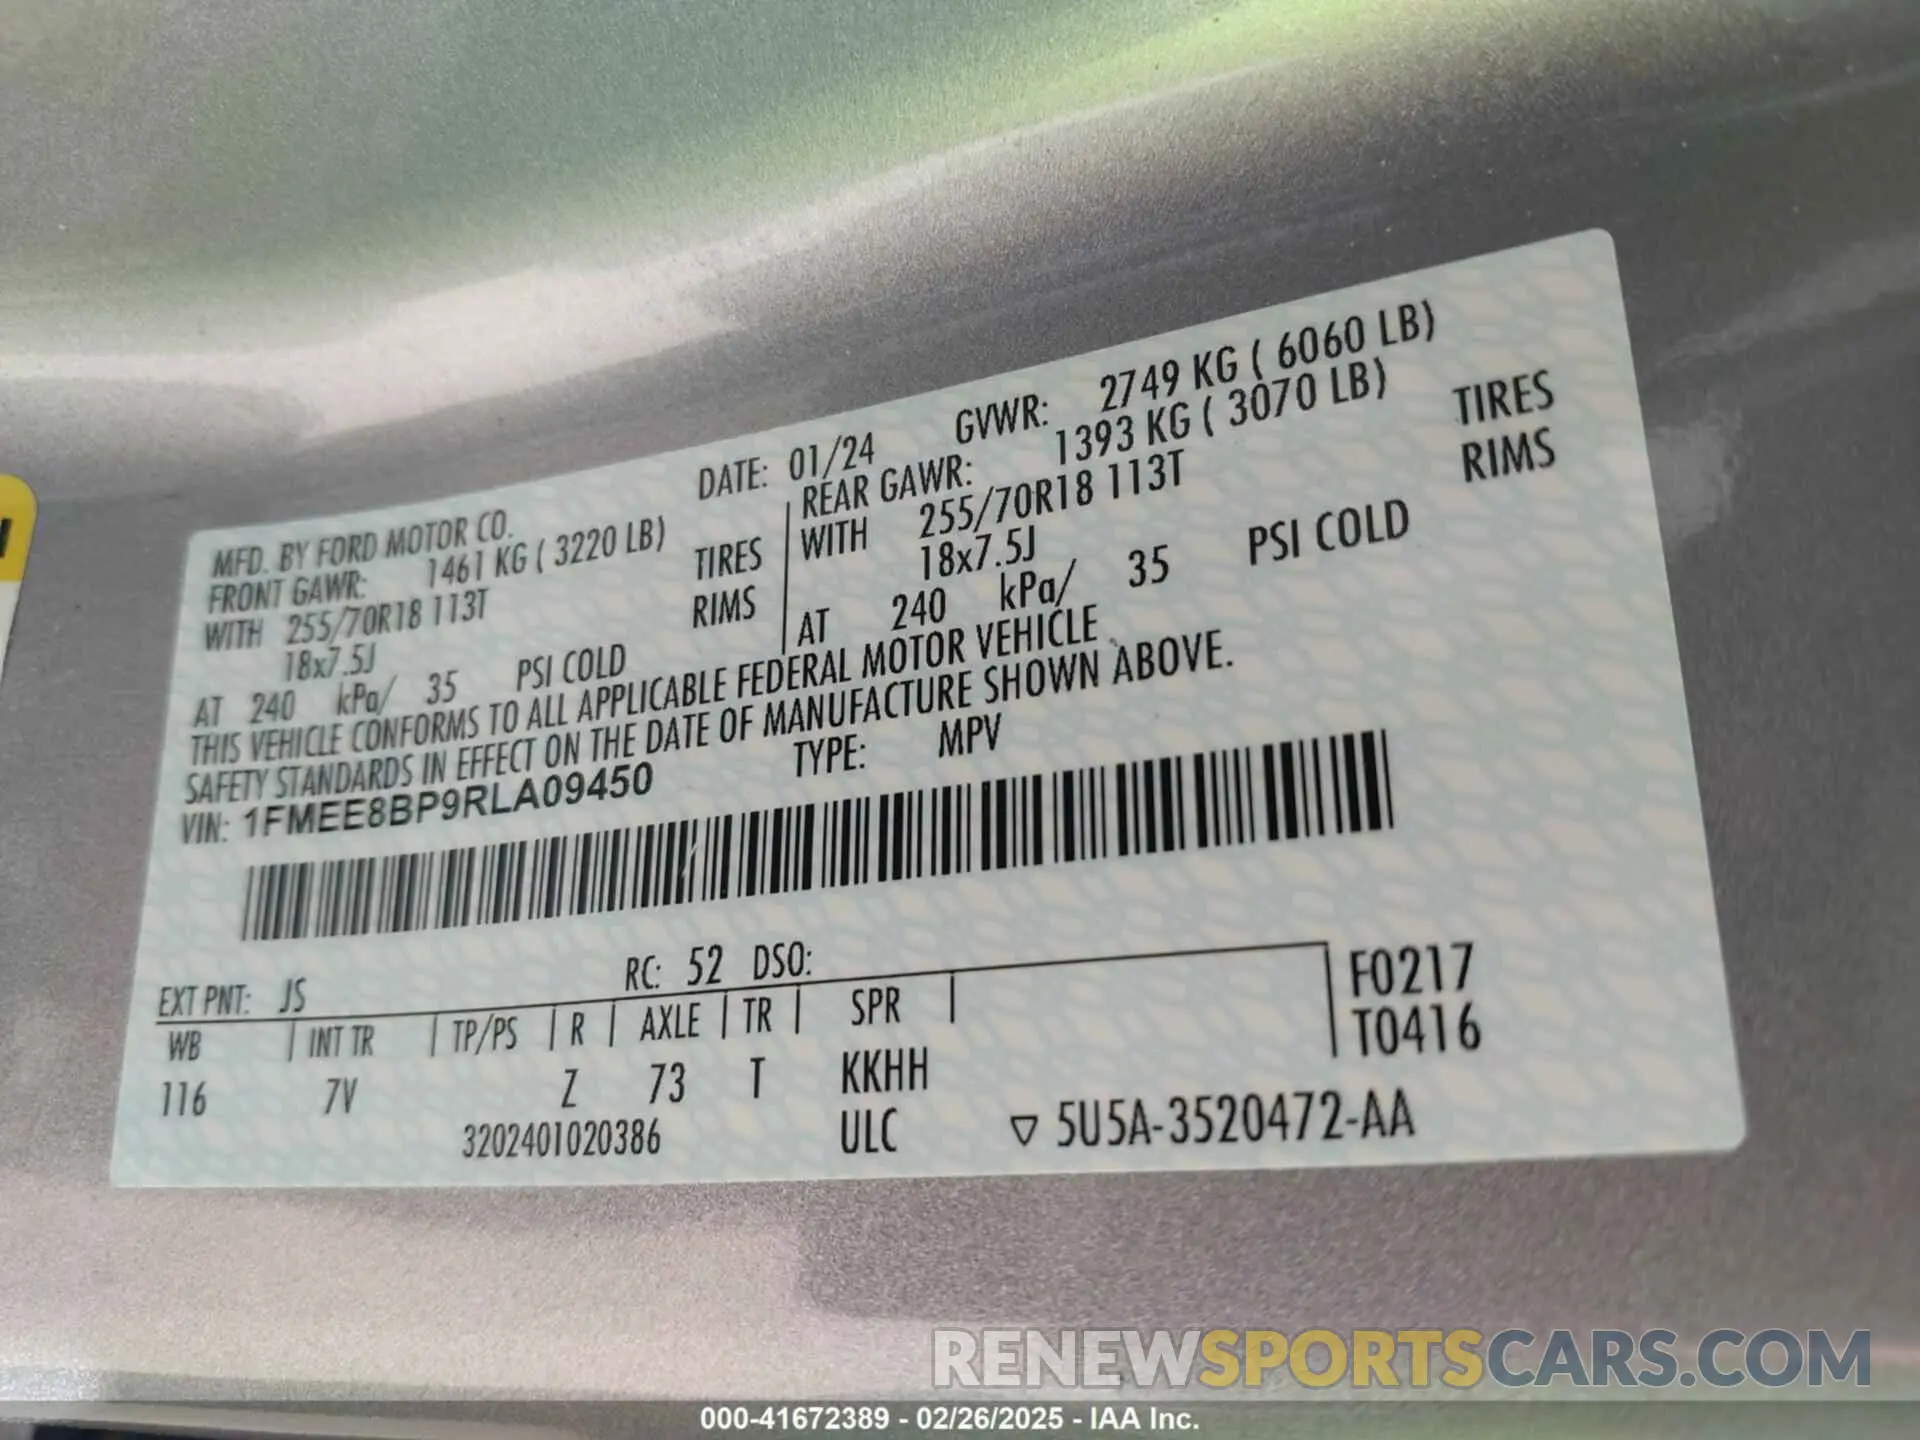 MFD. BY FORD MOTOR CO. DATE: 01/24 GVWR: 2749 KG ( 6060 LB)
FRONT GAWR: 1461 KG ( 3220 LB) REAR GAWR: 1393 KG ( 3070 LB)
WITH 255/70R18 113T TIRES WITH 255/70R18 113T TIRES
18x7.5J RIMS 18x7.5J RIMS
AT 240 kPa/ 35 PSI COLD AT 240 kPa/ 35 PSI COLD
THIS VEHICLE CONFORMS TO ALL APPLICABLE FEDERAL MOTOR VEHICLE
SAFETY STANDARDS IN EFFECT ON THE DATE OF MANUFACTURE SHOWN ABOVE.
VIN: 1FMEE8BP9RLA09450 TYPE: MPV
EXT PNT: JS RC: 52 DSO:
WB INT TR TP/PS R AXLE TR SPR F0217
116 7V Z 73 T KKHH T0416
3202401020386 ULC ▽ 5U5A-3520472-AA
RENEWSPORTSCARS.COM
000-41672389 - 02/26/2025 - IAA Inc.